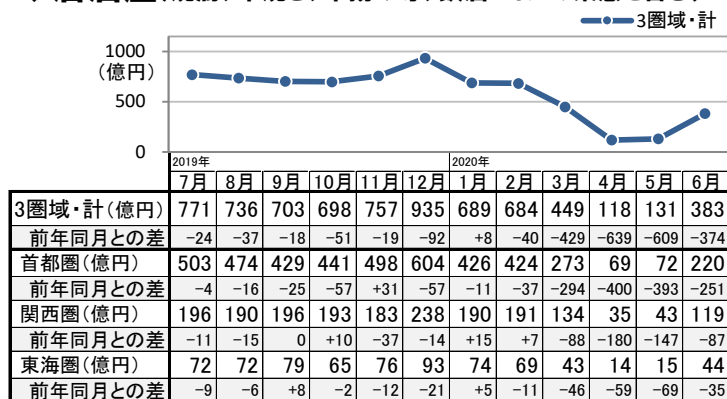 3圏域・計
1000
(億円)
500
0
2019年 2020年
7月 8月 9月 10月 11月 12月 1月 2月 3月 4月 5月 6月
3圏域・計(億円) 771 736 703 698 757 935 689 684 449 118 131 383
前年同月との差 −24 −37 −18 −51 −19 −92 +8 −40 −429 −639 −609 −374
首都圏(億円) 503 474 429 441 498 604 426 424 273 69 72 220
前年同月との差 −4 −16 −25 −57 +31 −57 −11 −37 −294 −400 −393 −251
関西圏(億円) 196 190 196 193 183 238 190 191 134 35 43 119
前年同月との差 −11 −15 0 +10 −37 −14 +15 +7 −88 −180 −147 −87
東海圏(億円) 72 72 79 65 76 93 74 69 43 14 15 44
前年同月との差 −9 −6 +8 −2 −12 −21 +5 −11 −46 −59 −69 −35